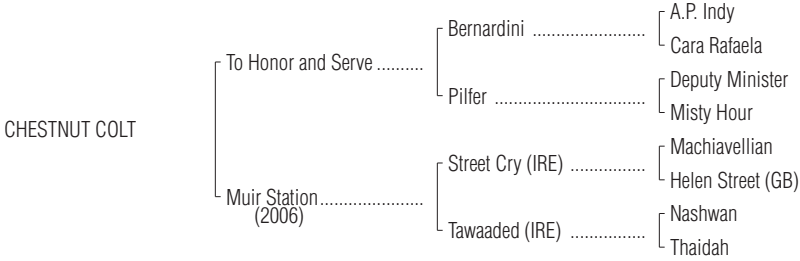 CHESTNUT COLT
To Honor and Serve ..........
Muir Station......................
(2006)
Bernardini ........................
Pilfer ................................
Street Cry (IRE) ................
Tawaaded (IRE) ................
A.P. Indy
Cara Rafaela
Deputy Minister
Misty Hour
Machiavellian
Helen Street (GB)
Nashwan
Thaidah